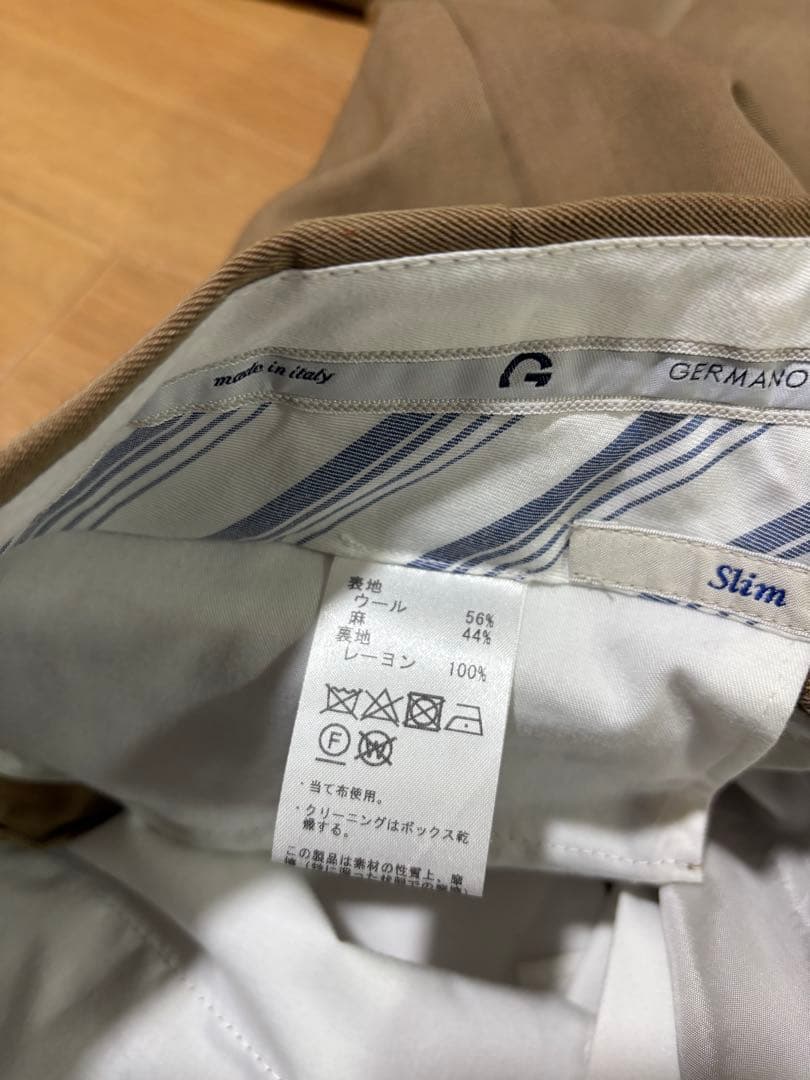 made in italy
G
GERMANO
Slim
表地
ウール 56%
麻 44%
裏地
レーヨン 100%
F
W
・当て布使用。
・クリーニングはボックス乾
燥する。
この製品は素材の性質上、摩